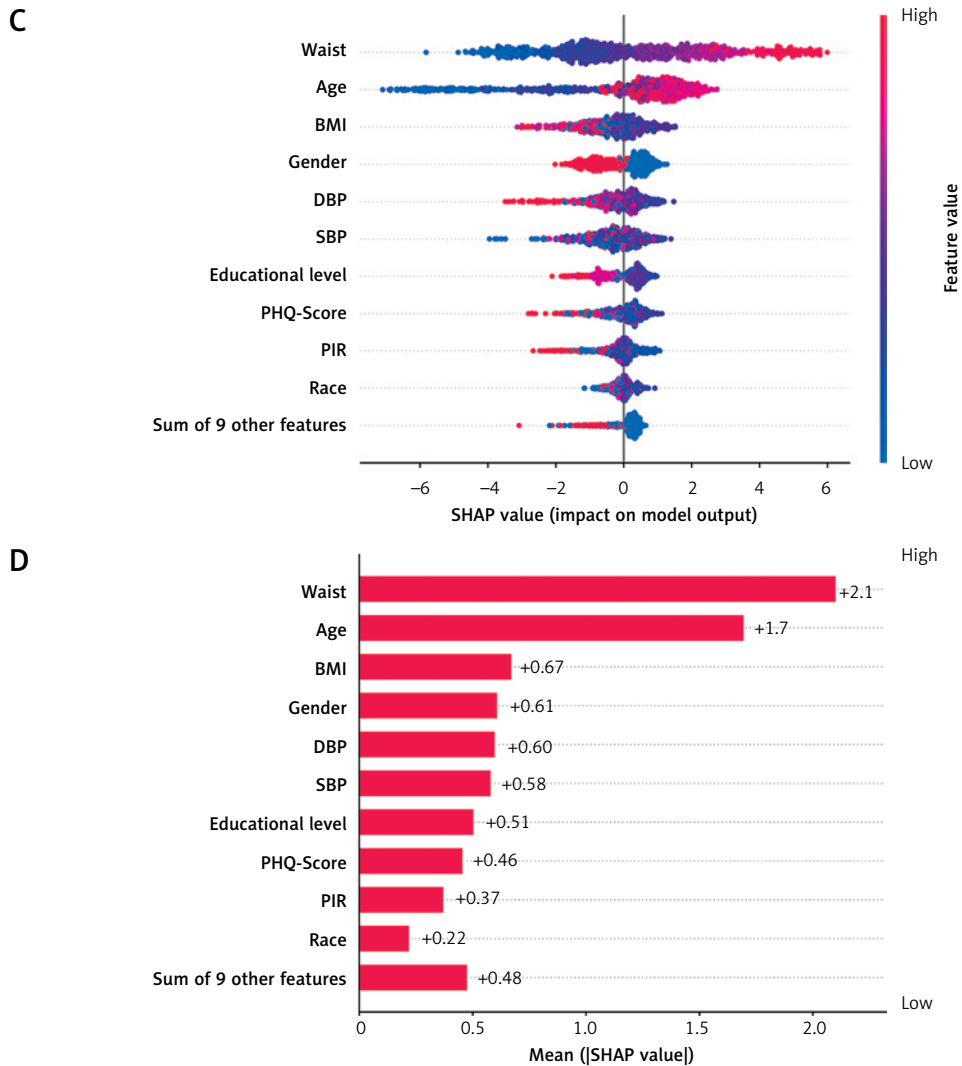 C
High
Waist
Age
BMI
Gender
DBP
SBP
Educational level
PHQ-Score
PIR
Race
Sum of 9 other features
Feature value
Low
−6 −4 −2 0 2 4 6
SHAP value (impact on model output)
D
High
Waist +2.1
Age +1.7
BMI +0.67
Gender +0.61
DBP +0.60
SBP +0.58
Educational level +0.51
PHQ-Score +0.46
PIR +0.37
Race +0.22
Sum of 9 other features +0.48
Low
0 0.5 1.0 1.5 2.0
Mean (|SHAP value|)